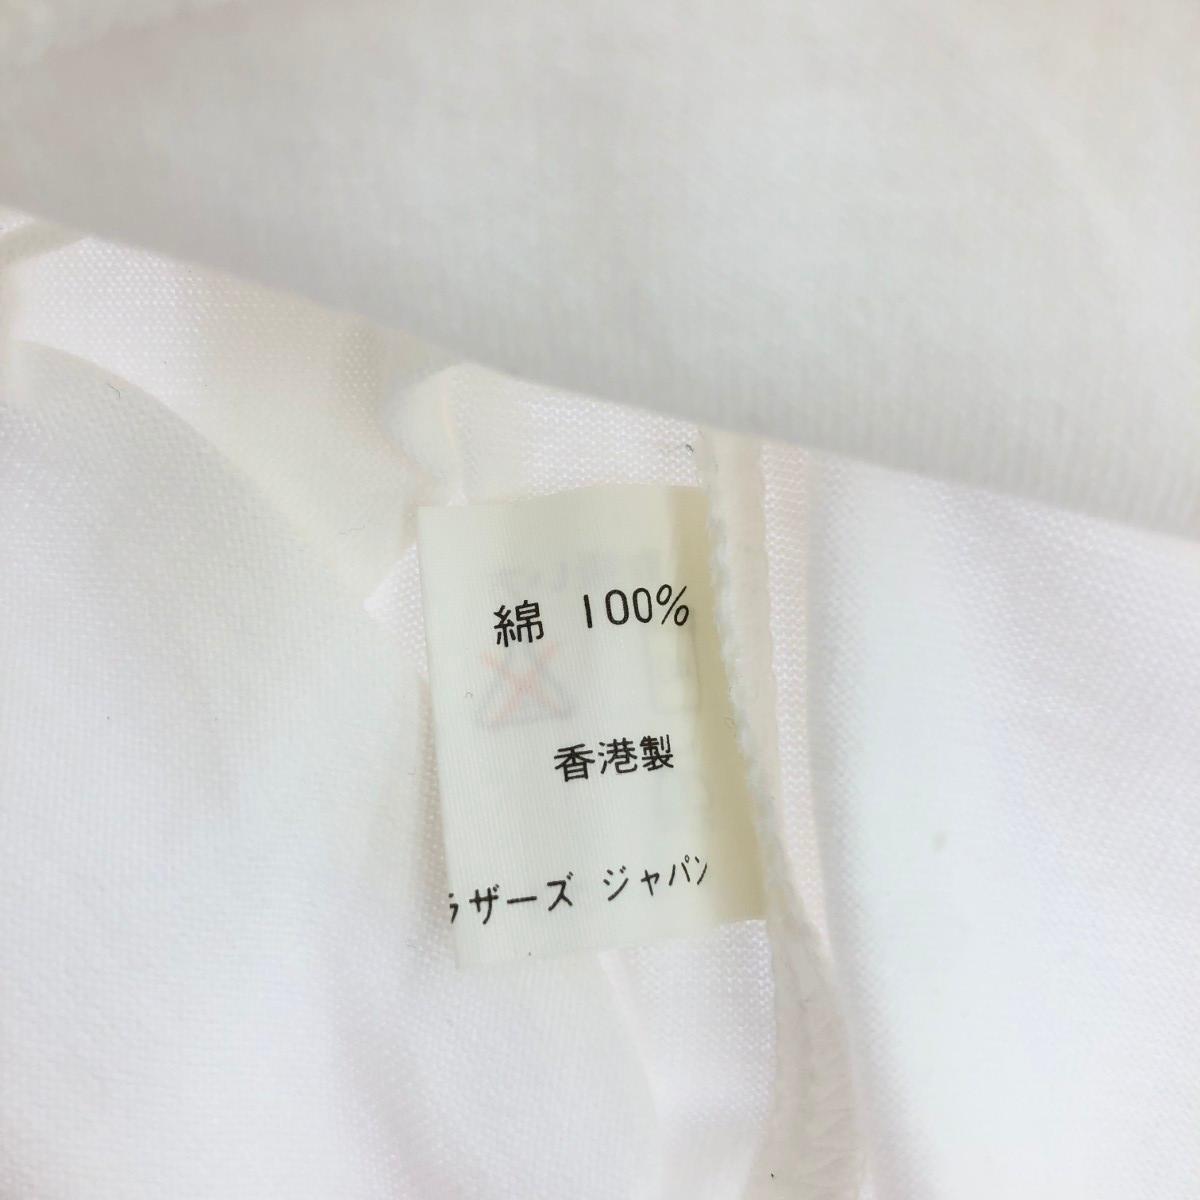 綿 100%
香港製
ラザーズ ジャパン